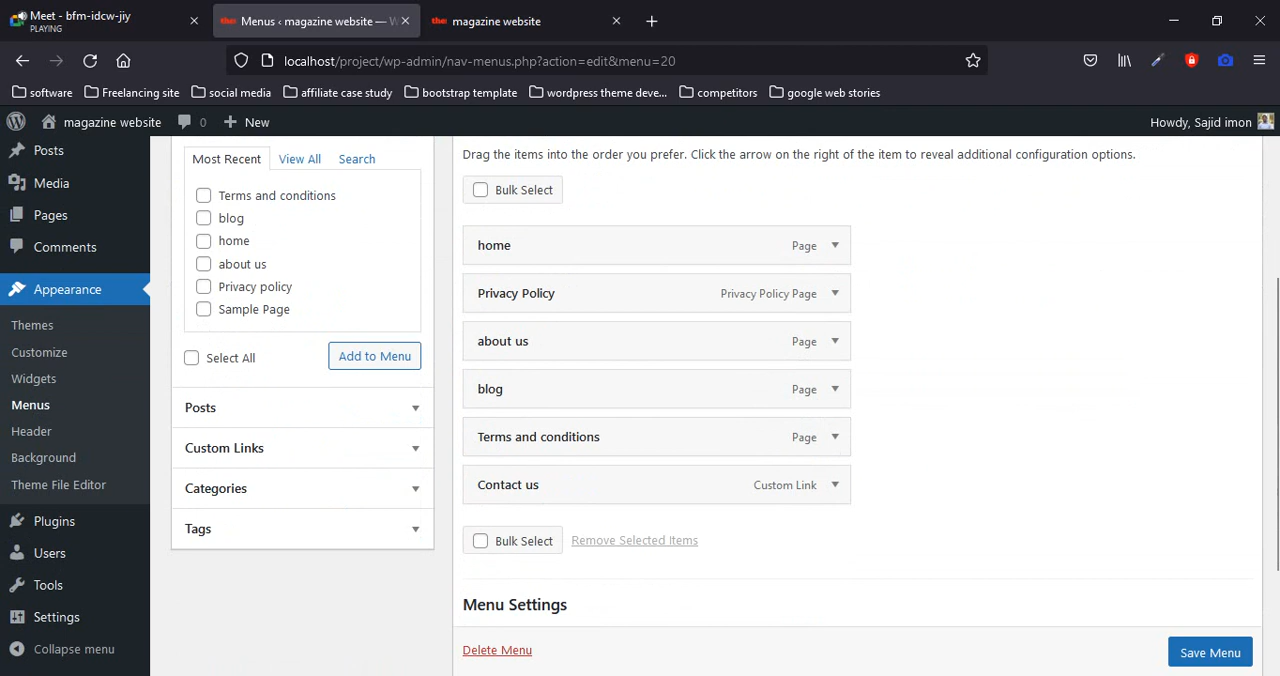 Meet - bfm-idcw-jiy
PLAYING
Menus ‹ magazine website — W
magazine website
localhost/project/wp-admin/nav-menus.php?action=edit&menu=20
software
Freelancing site
social media
affiliate case study
bootstrap template
wordpress theme deve...
competitors
google web stories
magazine website
0
New
Howdy, Sajid imon
Posts
Media
Pages
Comments
Appearance
Themes
Customize
Widgets
Menus
Header
Background
Theme File Editor
Plugins
Users
Tools
Settings
Collapse menu
Most Recent
View All
Search
Terms and conditions
blog
home
about us
Privacy policy
Sample Page
Select All
Add to Menu
Posts
Custom Links
Categories
Tags
Drag the items into the order you prefer. Click the arrow on the right of the item to reveal additional configuration options.
Bulk Select
home Page
Privacy Policy Privacy Policy Page
about us Page
blog Page
Terms and conditions Page
Contact us Custom Link
Bulk Select Remove Selected Items
Menu Settings
Delete Menu
Save Menu